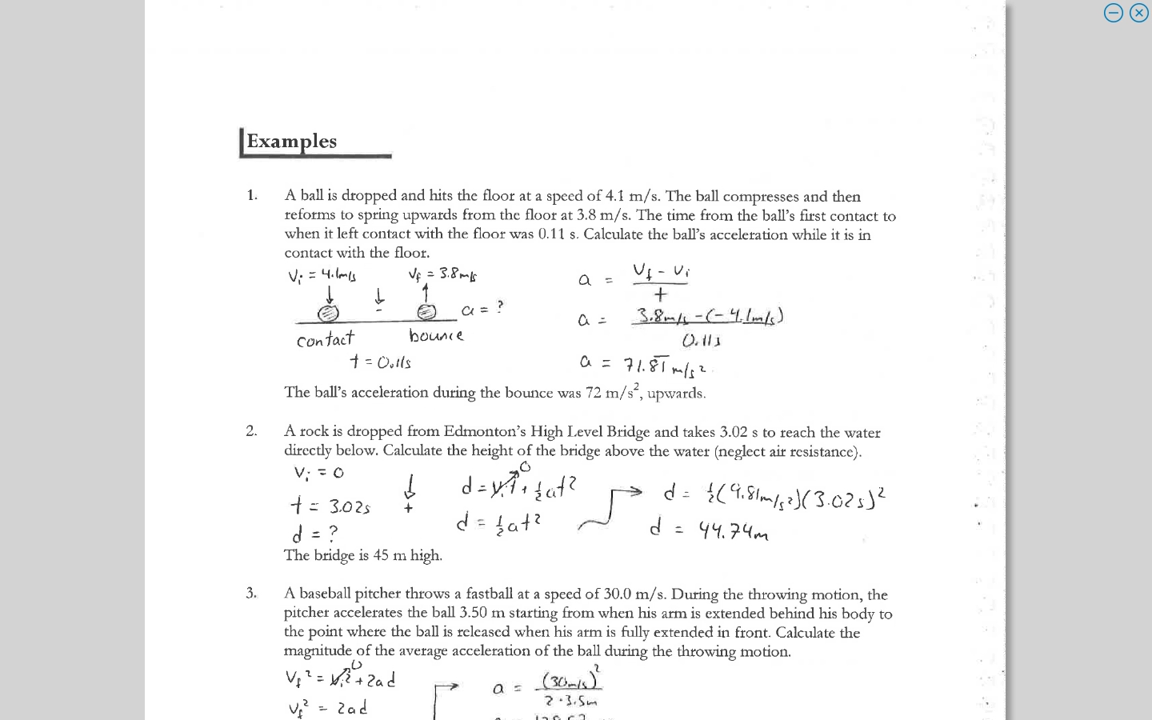 Examples
1. A ball is dropped and hits the floor at a speed of 4.1 m/s. The ball compresses and then
reforms to spring upwards from the floor at 3.8 m/s. The time from the ball's first contact to
when it left contact with the floor was 0.11 s. Calculate the ball's acceleration while it is in
contact with the floor.
Vi = 4.1m/s Vf = 3.8m/s
a = ?
contact bounce
t = 0.11s
a = Vf - Vi / t
a = 3.8m/s -(- 4.1m/s) / 0.11s
a = 71.8̅1̅ m/s²
The ball's acceleration during the bounce was 72 m/s², upwards.
2. A rock is dropped from Edmonton's High Level Bridge and takes 3.02 s to reach the water
directly below. Calculate the height of the bridge above the water (neglect air resistance).
Vi = 0
t = 3.02s
d = ?
+
d = Vit + ½at²
0
d = ½at²
d = ½(9.81m/s²)(3.02s)²
d = 44.74m
The bridge is 45 m high.
3. A baseball pitcher throws a fastball at a speed of 30.0 m/s. During the throwing motion, the
pitcher accelerates the ball 3.50 m starting from when his arm is extended behind his body to
the point where the ball is released when his arm is fully extended in front. Calculate the
magnitude of the average acceleration of the ball during the throwing motion.
Vf² = Vi² + 2ad
0
Vf² = 2ad
a = (30m/s)² / 2·3.5m